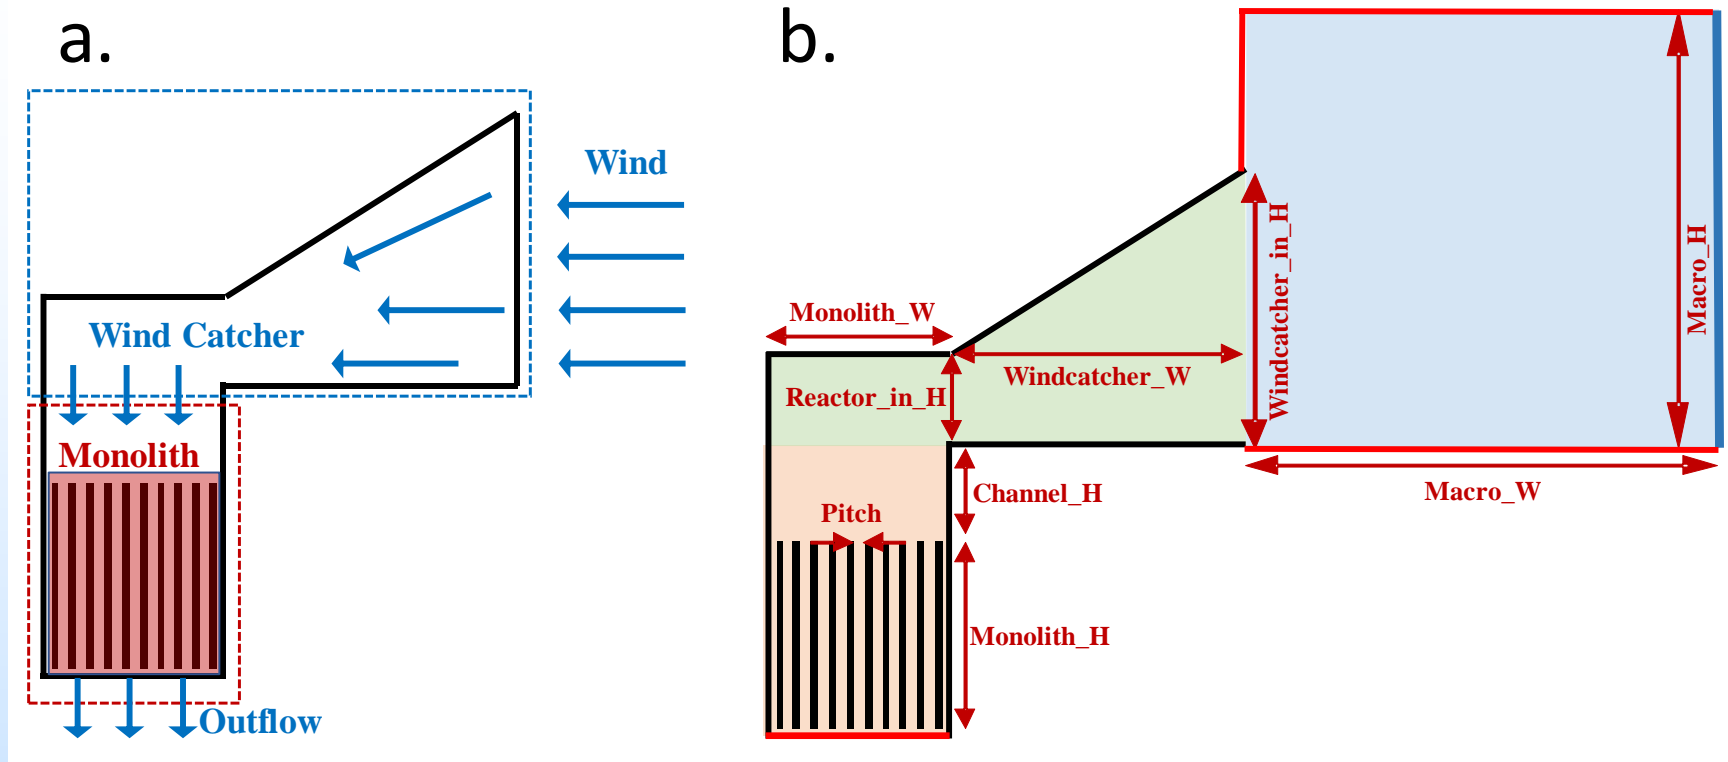 a.
Wind
Wind Catcher
Monolith
Outflow
b.
Monolith_W
Reactor_in_H
Windcatcher_W
Windcatcher_in_H
Macro_H
Macro_W
Channel_H
Pitch
Monolith_H